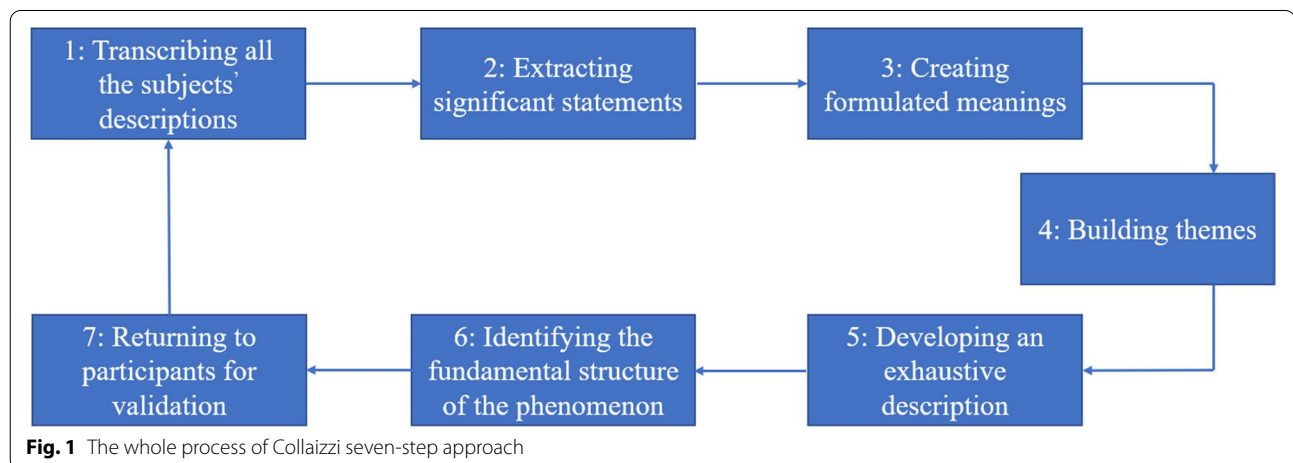 1: Transcribing all
the subjects’
descriptions
2: Extracting
significant statements
3: Creating
formulated meanings
4: Building themes
5: Developing an
exhaustive
description
6: Identifying the
fundamental structure
of the phenomenon
7: Returning to
participants for
validation
Fig. 1 The whole process of Collaizzi seven-step approach